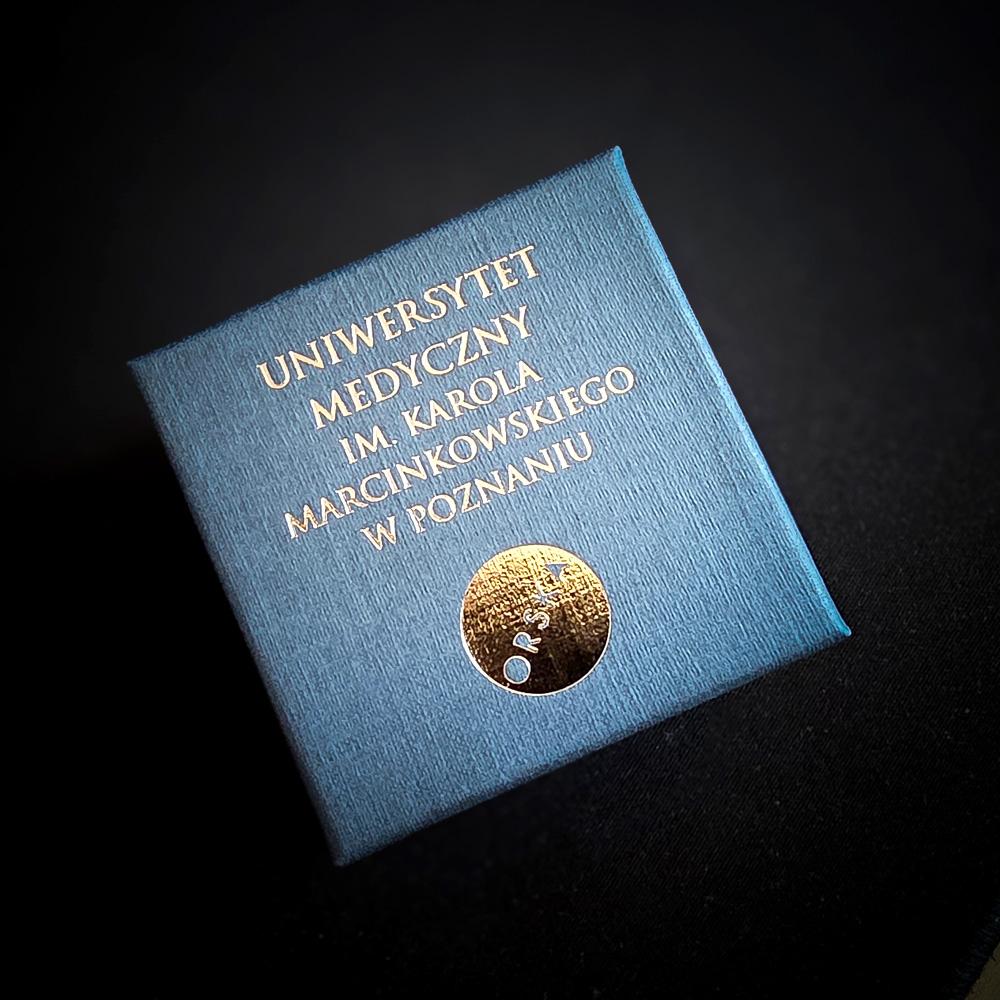 UNIWERSYTET
MEDYCZNY
IM. KAROLA
MARCINKOWSKIEGO
W POZNANIU
ORSKA